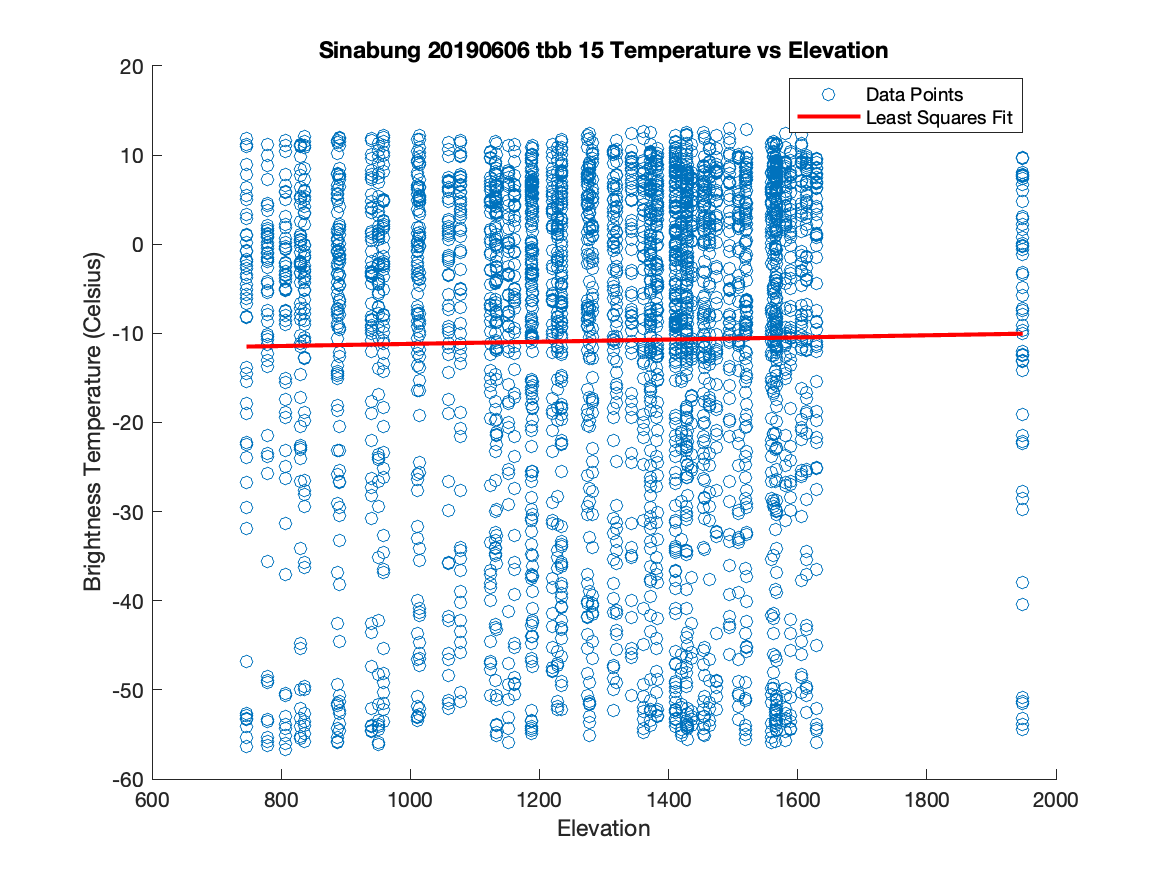 Sinabung 20190606 tbb 15 Temperature vs Elevation
Data Points
Least Squares Fit
Brightness Temperature (Celsius)
20
10
0
-10
-20
-30
-40
-50
-60
600 800 1000 1200 1400 1600 1800 2000
Elevation